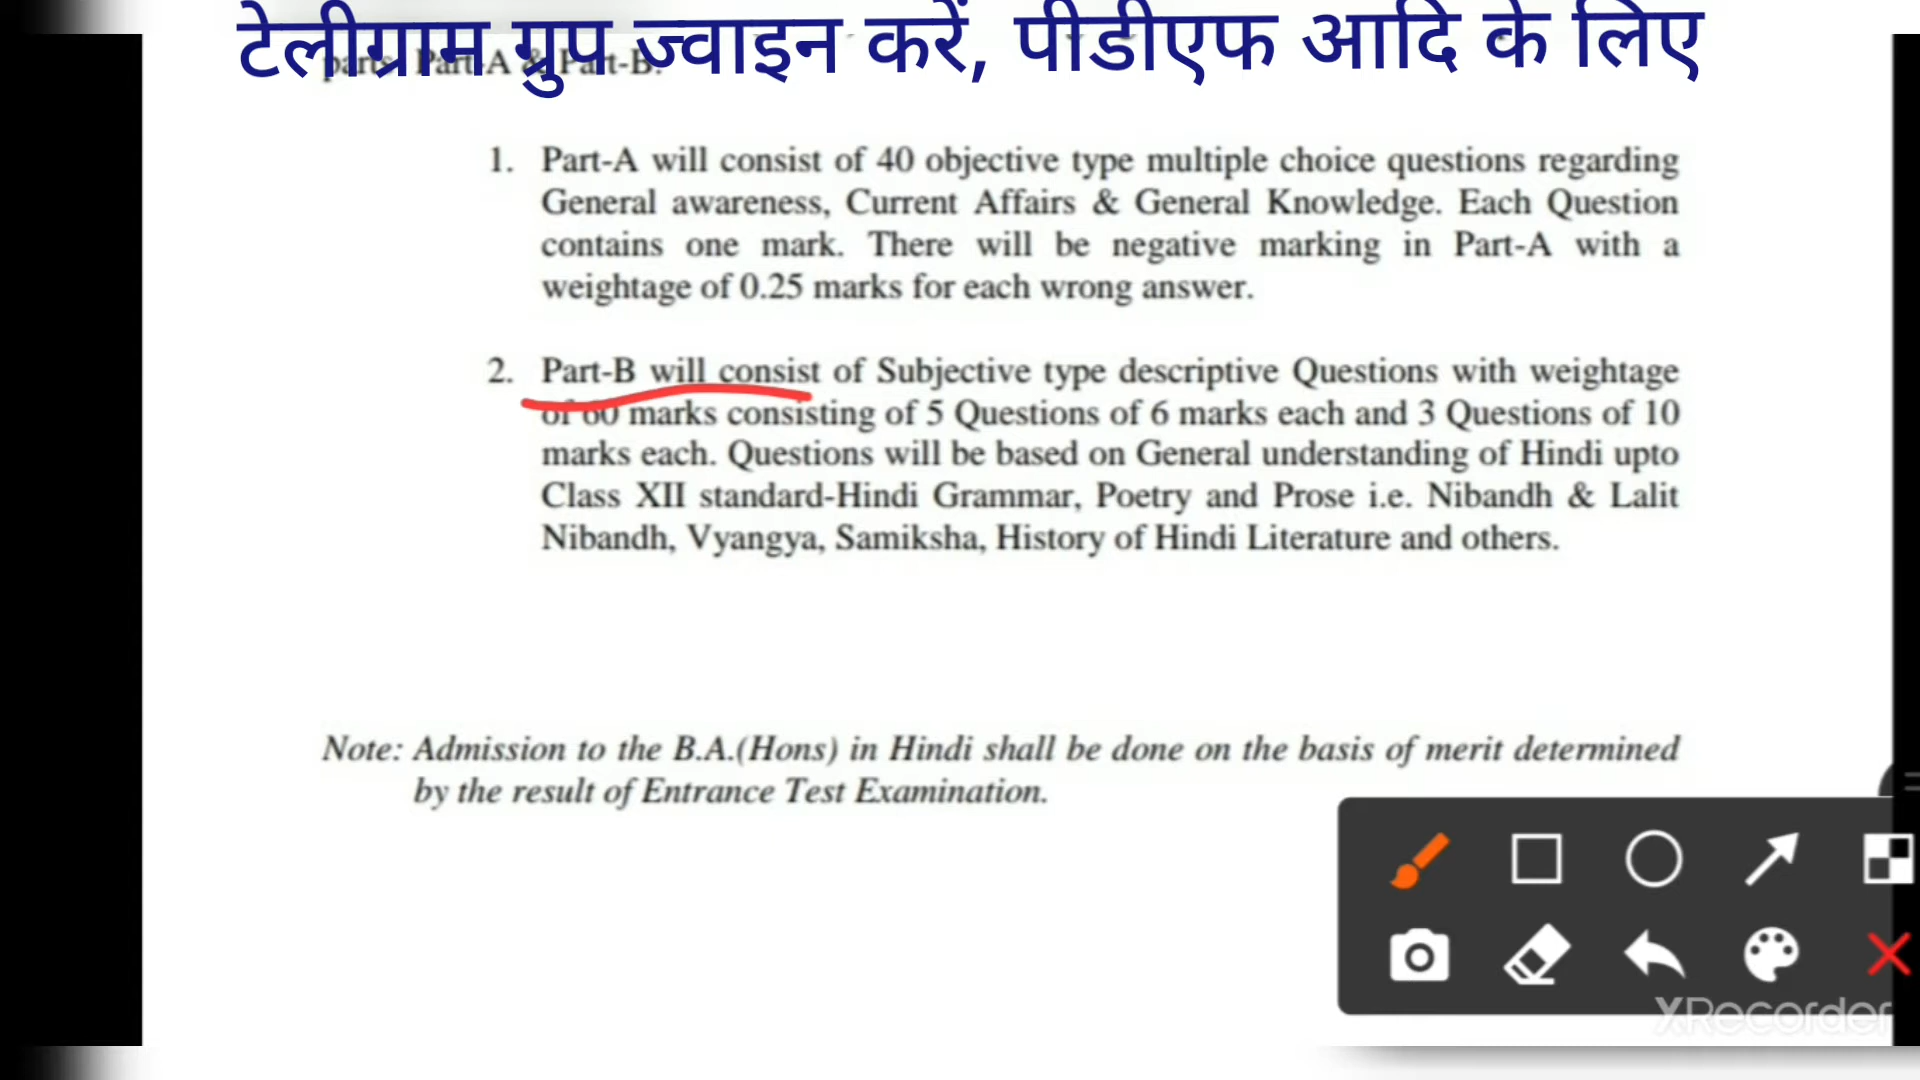 टेलीग्राम ग्रुप ज्वाइन करें, पीडीएफ आदि के लिए
parts: Part-A & Part-B.
1. Part-A will consist of 40 objective type multiple choice questions regarding
General awareness, Current Affairs & General Knowledge. Each Question
contains one mark. There will be negative marking in Part-A with a
weightage of 0.25 marks for each wrong answer.
2. Part-B will consist of Subjective type descriptive Questions with weightage
of 60 marks consisting of 5 Questions of 6 marks each and 3 Questions of 10
marks each. Questions will be based on General understanding of Hindi upto
Class XII standard-Hindi Grammar, Poetry and Prose i.e. Nibandh & Lalit
Nibandh, Vyangya, Samiksha, History of Hindi Literature and others.
Note: Admission to the B.A.(Hons) in Hindi shall be done on the basis of merit determined
by the result of Entrance Test Examination.
XRecorder